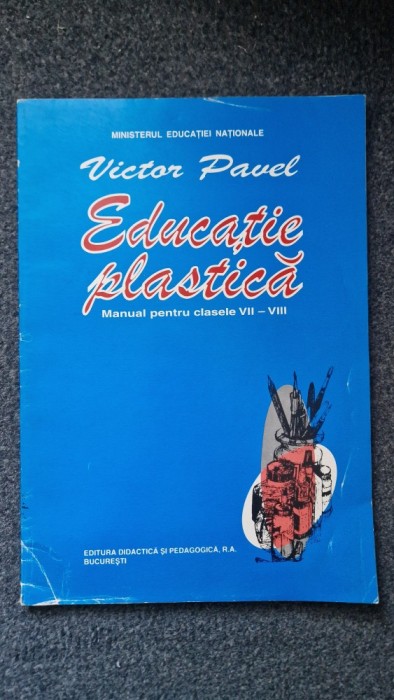 MINISTERUL EDUCAȚIEI NAȚIONALE
Victor Pavel
Educație
plastică
Manual pentru clasele VII – VIII
EDITURA DIDACTICĂ ȘI PEDAGOGICĂ, R.A.
BUCUREȘTI